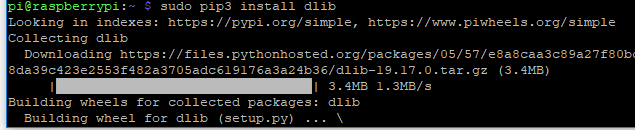 pi@raspberrypi:~ $ sudo pip3 install dlib
Looking in indexes: https://pypi.org/simple, https://www.piwheels.org/simple
Collecting dlib
Downloading https://files.pythonhosted.org/packages/05/57/e8a8caa3c89a27f80bc
8da39c423e2553f482a3705adc619176a3a24b36/dlib-19.17.0.tar.gz (3.4MB)
|████████████████████████████████| 3.4MB 1.3MB/s
Building wheels for collected packages: dlib
Building wheel for dlib (setup.py) ... \